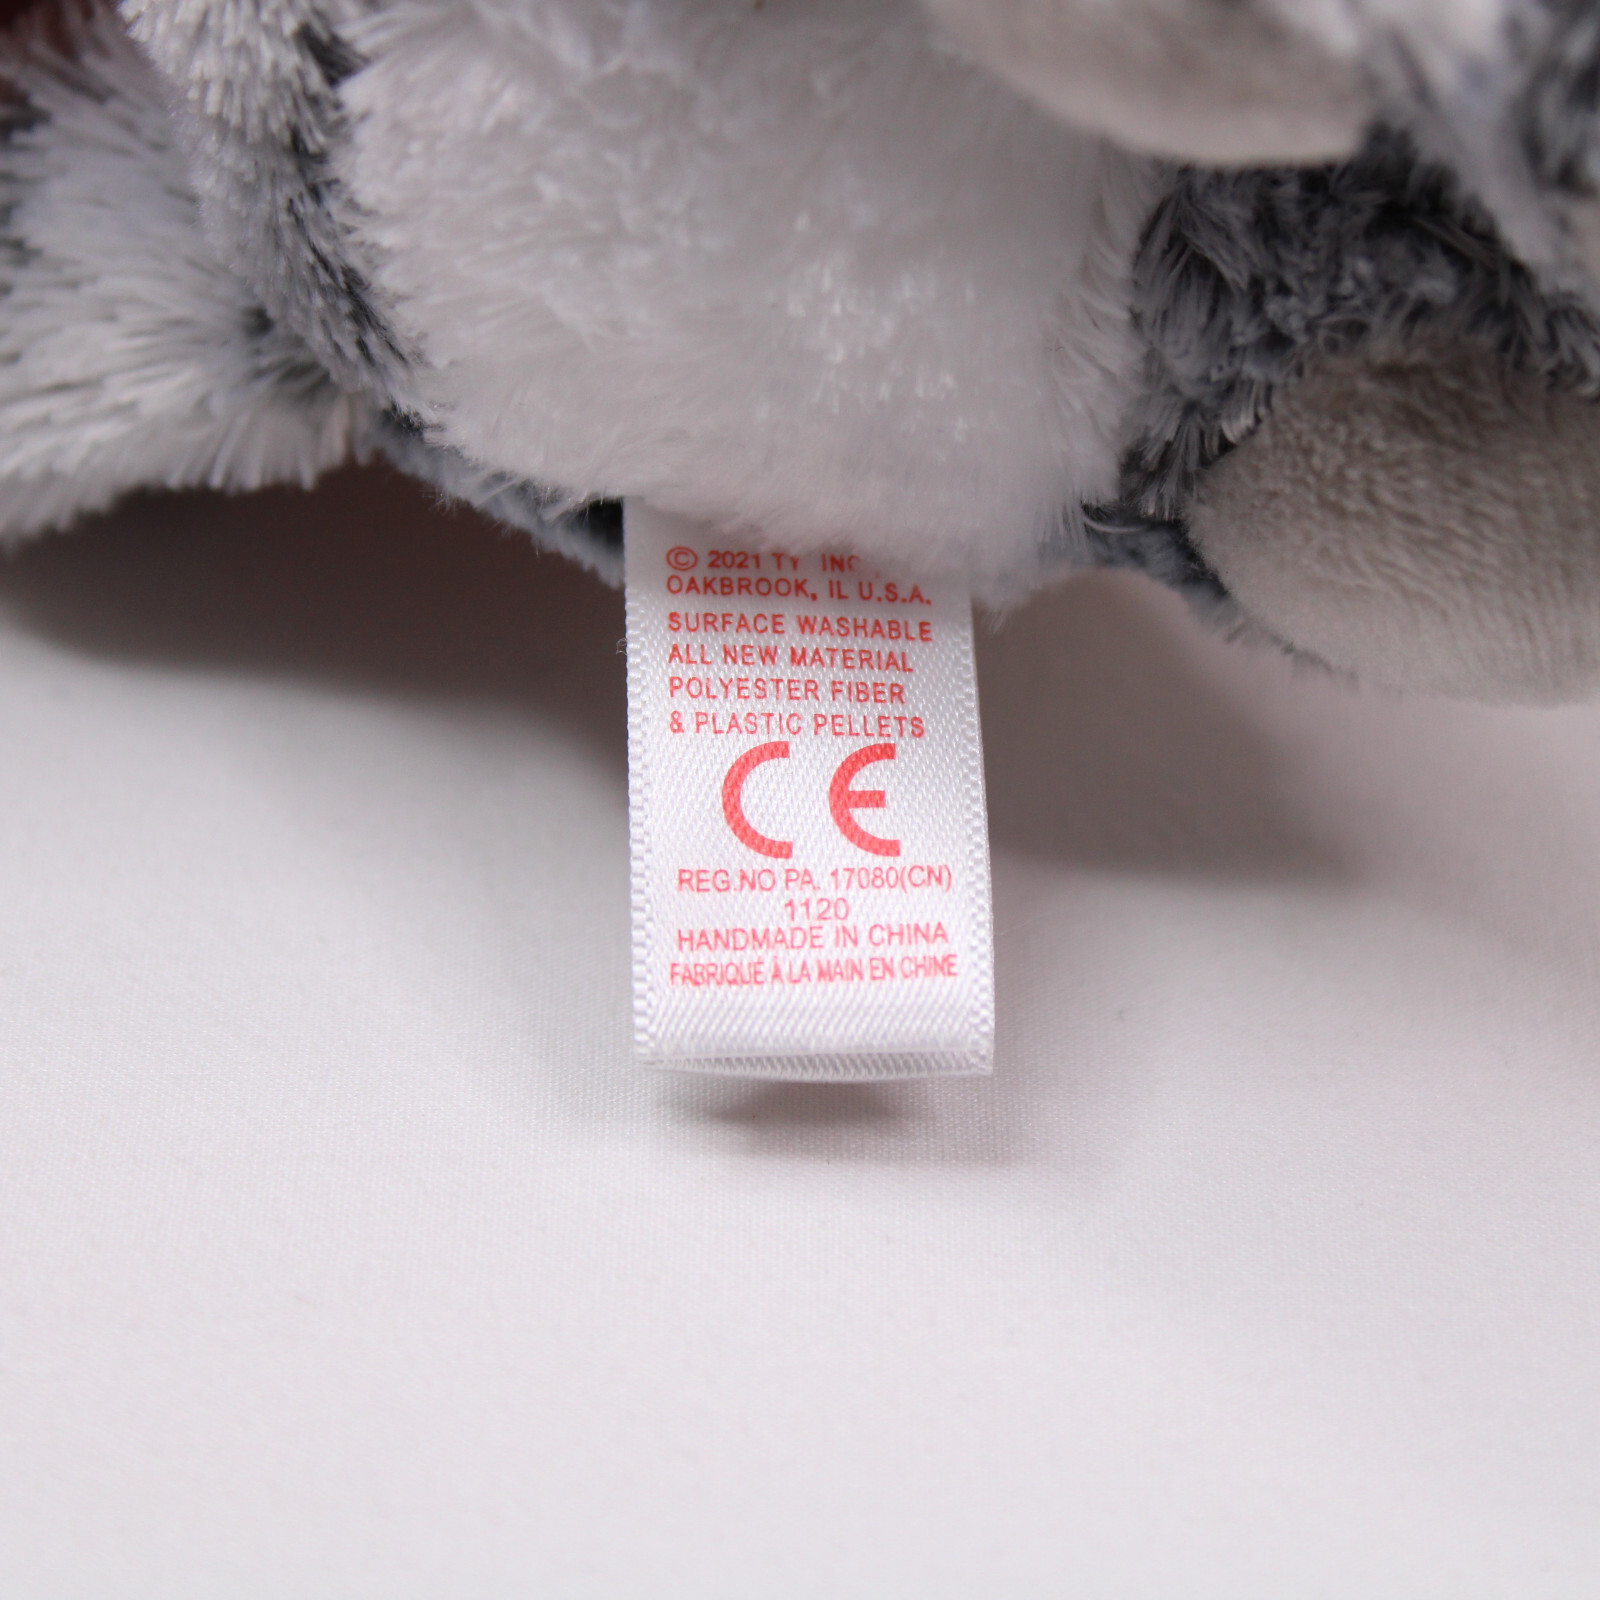 © 2021 TY INC.
OAKBROOK, IL U.S.A.
SURFACE WASHABLE
ALL NEW MATERIAL
POLYESTER FIBER
& PLASTIC PELLETS
CE
REG.NO PA. 17080(CN)
1120
HANDMADE IN CHINA
FABRIQUÉ À LA MAIN EN CHINE